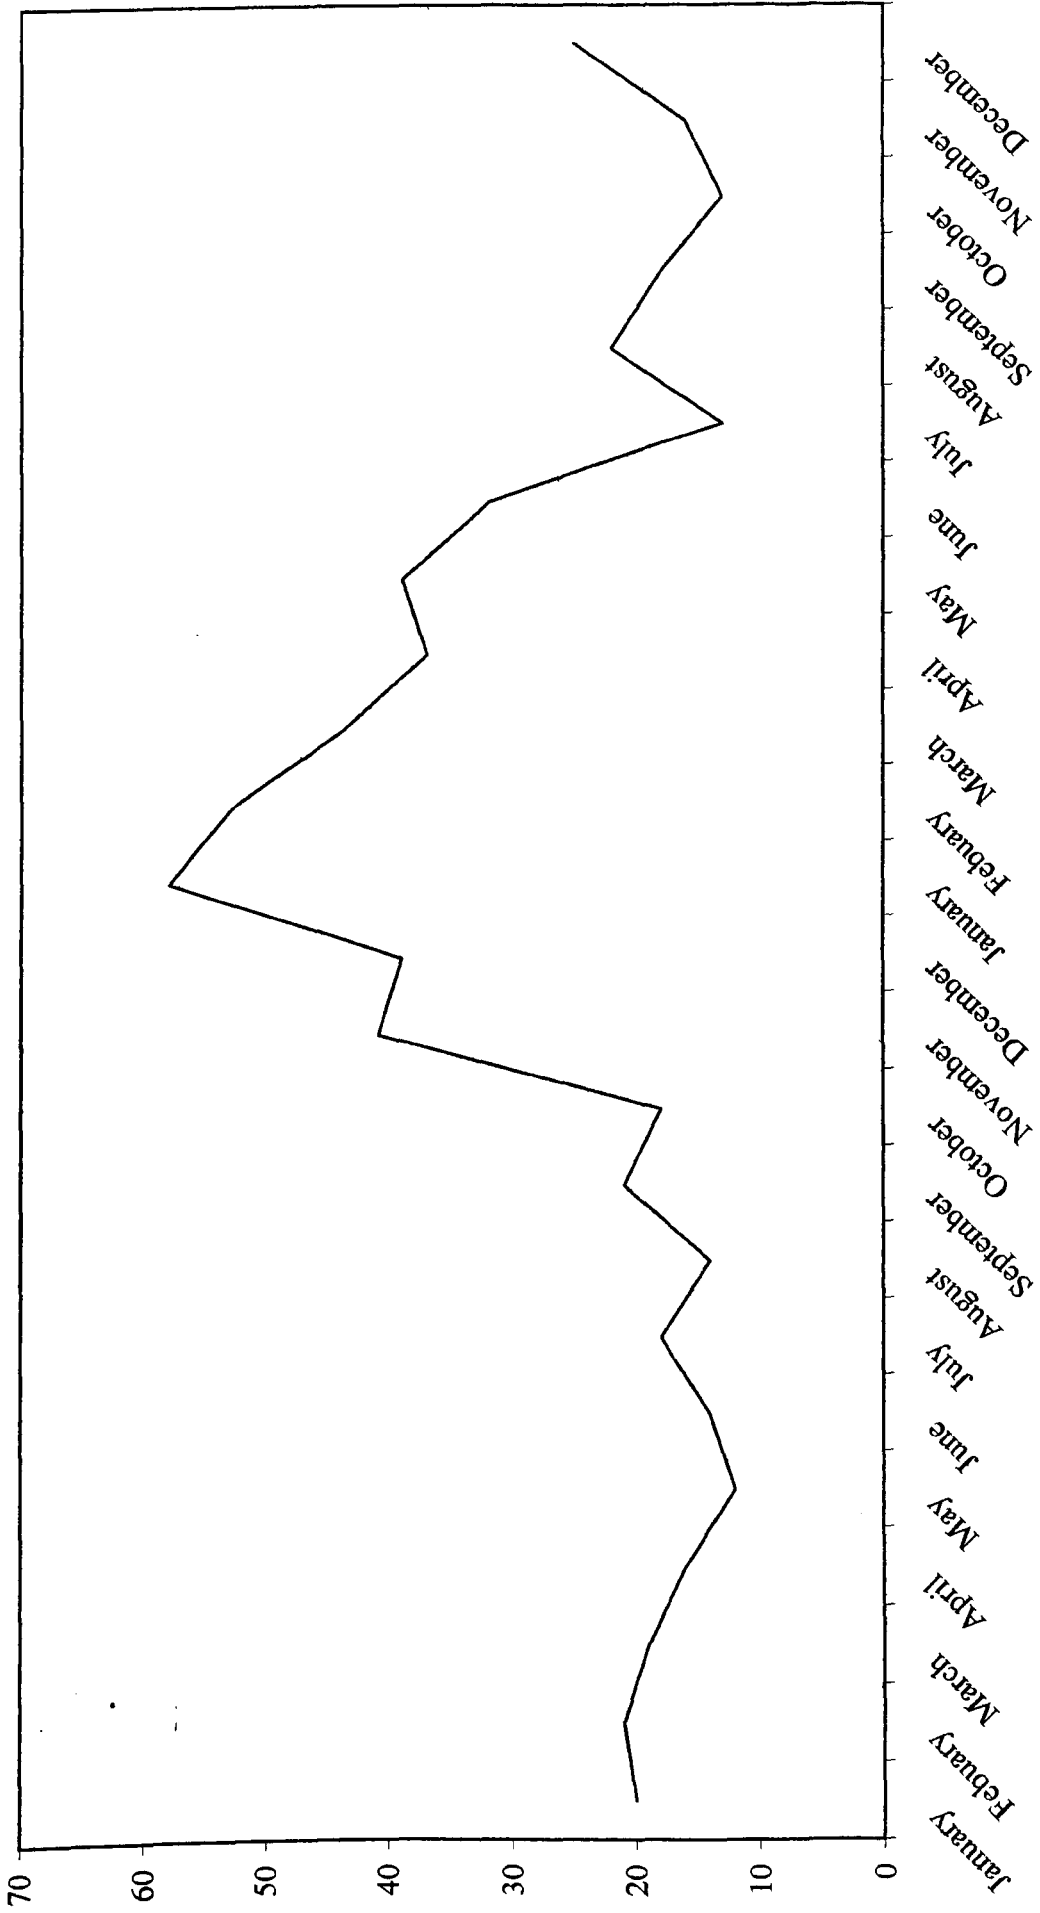 70
60
50
40
30
20
10
0
January
Febuary
March
April
May
June
July
August
September
October
November
December
January
Febuary
March
April
May
June
July
August
September
October
November
December